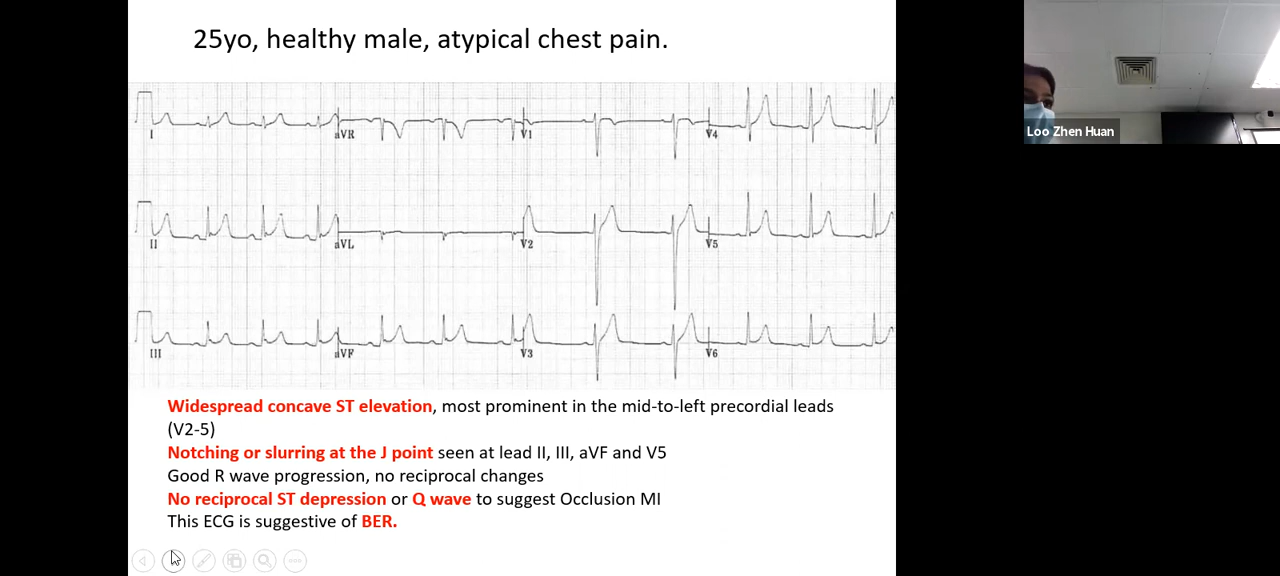 25yo, healthy male, atypical chest pain.
I
aVR
V1
V4
Loo Zhen Huan
II
aVL
V2
V5
III
aVF
V3
V6
Widespread concave ST elevation, most prominent in the mid-to-left precordial leads
(V2-5)
Notching or slurring at the J point seen at lead II, III, aVF and V5
Good R wave progression, no reciprocal changes
No reciprocal ST depression or Q wave to suggest Occlusion MI
This ECG is suggestive of BER.